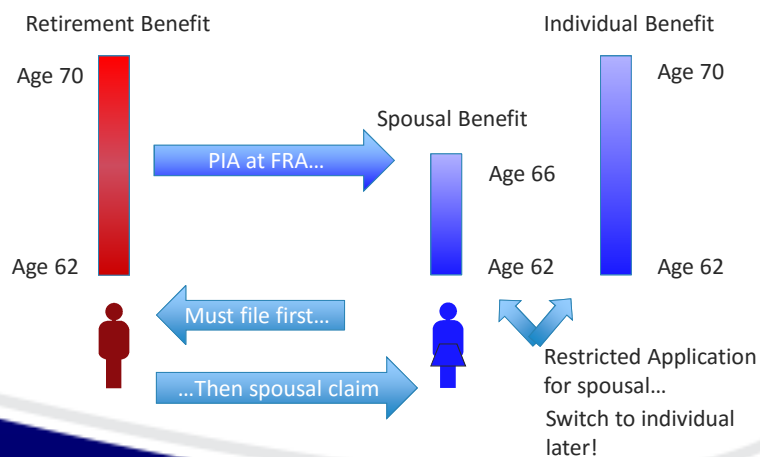 Retirement Benefit
Individual Benefit
Age 70
Age 70
Spousal Benefit
PIA at FRA...
Age 66
Age 62
Age 62
Age 62
Must file first...
...Then spousal claim
Restricted Application
for spousal...
Switch to individual
later!